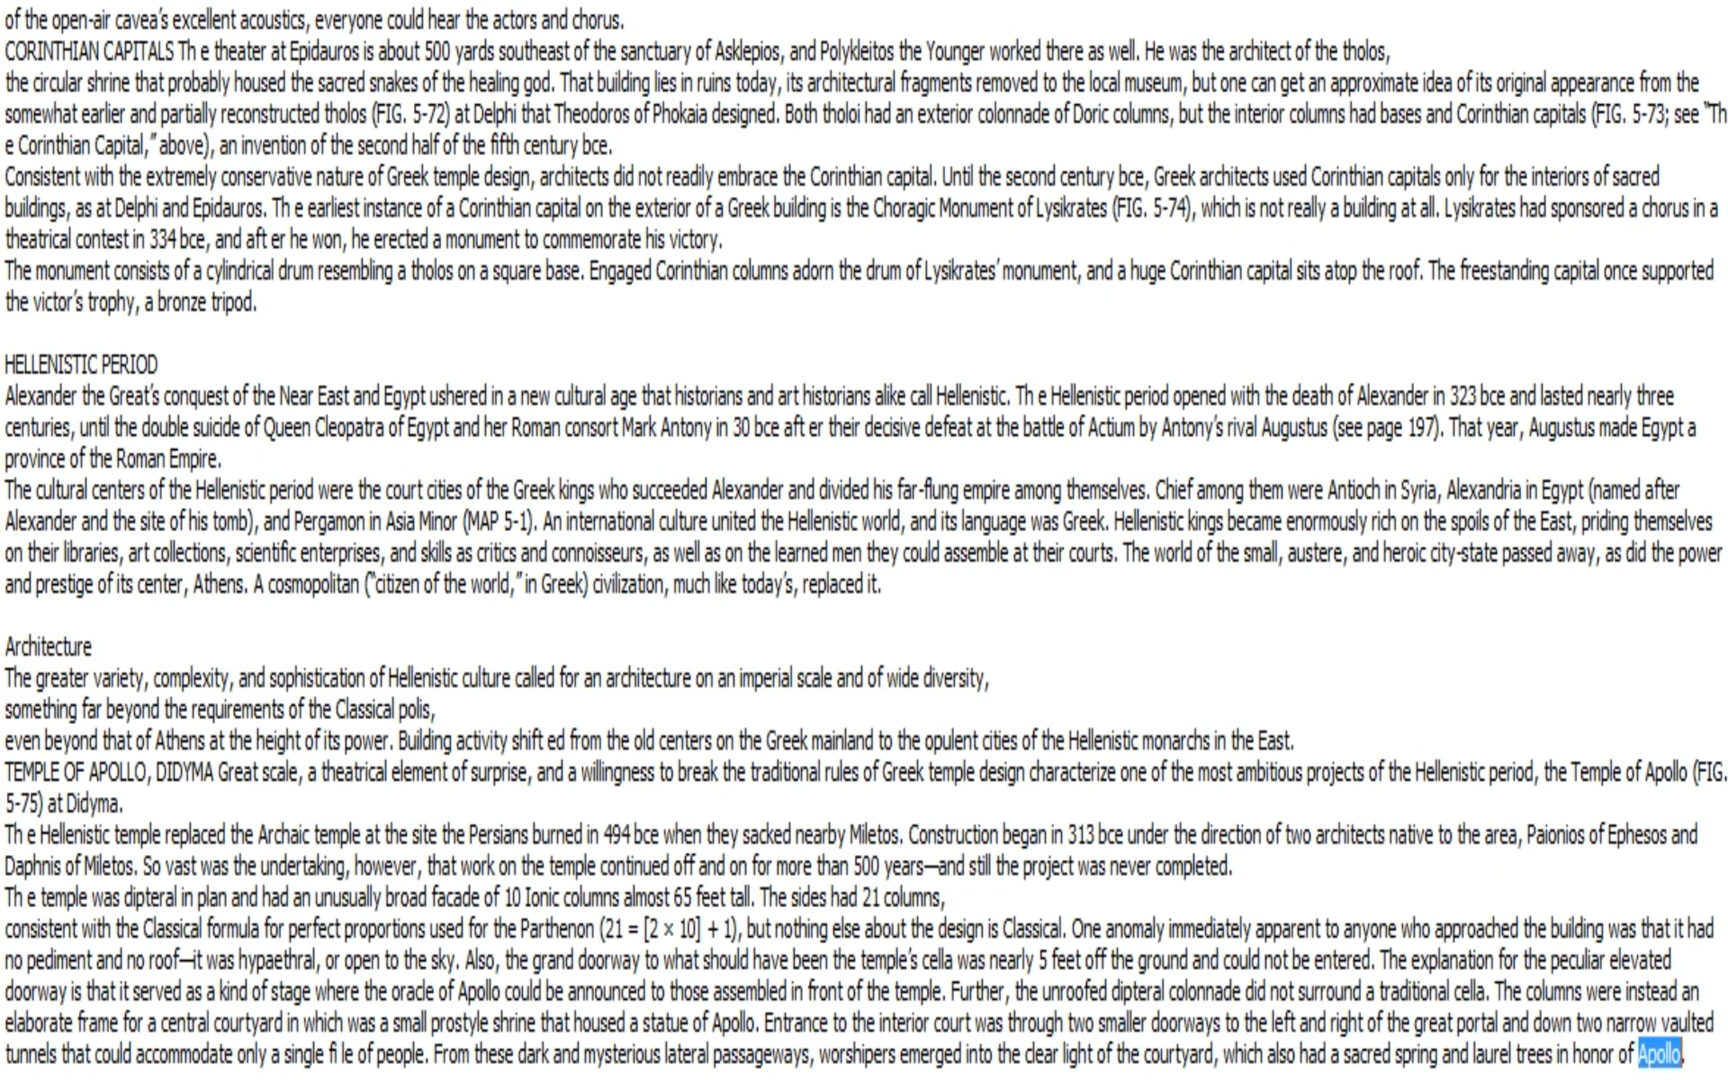 of the open-air cavea's excellent acoustics, everyone could hear the actors and chorus.
CORINTHIAN CAPITALS Th e theater at Epidauros is about 500 yards southeast of the sanctuary of Asklepios, and Polykleitos the Younger worked there as well. He was the architect of the tholos,
the circular shrine that probably housed the sacred snakes of the healing god. That building lies in ruins today, its architectural fragments removed to the local museum, but one can get an approximate idea of its original appearance from the
somewhat earlier and partially reconstructed tholos (FIG. 5-72) at Delphi that Theodoros of Phokaia designed. Both tholoi had an exterior colonnade of Doric columns, but the interior columns had bases and Corinthian capitals (FIG. 5-73; see “Th
e Corinthian Capital,” above), an invention of the second half of the fifth century bce.
Consistent with the extremely conservative nature of Greek temple design, architects did not readily embrace the Corinthian capital. Until the second century bce, Greek architects used Corinthian capitals only for the interiors of sacred
buildings, as at Delphi and Epidauros. Th e earliest instance of a Corinthian capital on the exterior of a Greek building is the Choragic Monument of Lysikrates (FIG. 5-74), which is not really a building at all. Lysikrates had sponsored a chorus in a
theatrical contest in 334 bce, and aft er he won, he erected a monument to commemorate his victory.
The monument consists of a cylindrical drum resembling a tholos on a square base. Engaged Corinthian columns adorn the drum of Lysikrates' monument, and a huge Corinthian capital sits atop the roof. The freestanding capital once supported
the victor's trophy, a bronze tripod.
HELLENISTIC PERIOD
Alexander the Great's conquest of the Near East and Egypt ushered in a new cultural age that historians and art historians alike call Hellenistic. Th e Hellenistic period opened with the death of Alexander in 323 bce and lasted nearly three
centuries, until the double suicide of Queen Cleopatra of Egypt and her Roman consort Mark Antony in 30 bce aft er their decisive defeat at the battle of Actium by Antony's rival Augustus (see page 197). That year, Augustus made Egypt a
province of the Roman Empire.
The cultural centers of the Hellenistic period were the court cities of the Greek kings who succeeded Alexander and divided his far-flung empire among themselves. Chief among them were Antioch in Syria, Alexandria in Egypt (named after
Alexander and the site of his tomb), and Pergamon in Asia Minor (MAP 5-1). An international culture united the Hellenistic world, and its language was Greek. Hellenistic kings became enormously rich on the spoils of the East, priding themselves
on their libraries, art collections, scientific enterprises, and skills as critics and connoisseurs, as well as on the learned men they could assemble at their courts. The world of the small, austere, and heroic city-state passed away, as did the power
and prestige of its center, Athens. A cosmopolitan (“citizen of the world,” in Greek) civilization, much like today's, replaced it.
Architecture
The greater variety, complexity, and sophistication of Hellenistic culture called for an architecture on an imperial scale and of wide diversity,
something far beyond the requirements of the Classical polis,
even beyond that of Athens at the height of its power. Building activity shift ed from the old centers on the Greek mainland to the opulent cities of the Hellenistic monarchs in the East.
TEMPLE OF APOLLO, DIDYMA Great scale, a theatrical element of surprise, and a willingness to break the traditional rules of Greek temple design characterize one of the most ambitious projects of the Hellenistic period, the Temple of Apollo (FIG.
5-75) at Didyma.
Th e Hellenistic temple replaced the Archaic temple at the site the Persians burned in 494 bce when they sacked nearby Miletos. Construction began in 313 bce under the direction of two architects native to the area, Paionios of Ephesos and
Daphnis of Miletos. So vast was the undertaking, however, that work on the temple continued off and on for more than 500 years—and still the project was never completed.
Th e temple was dipteral in plan and had an unusually broad facade of 10 Ionic columns almost 65 feet tall. The sides had 21 columns,
consistent with the Classical formula for perfect proportions used for the Parthenon (21 = [2 × 10] + 1), but nothing else about the design is Classical. One anomaly immediately apparent to anyone who approached the building was that it had
no pediment and no roof—it was hypaethral, or open to the sky. Also, the grand doorway to what should have been the temple's cella was nearly 5 feet off the ground and could not be entered. The explanation for the peculiar elevated
doorway is that it served as a kind of stage where the oracle of Apollo could be announced to those assembled in front of the temple. Further, the unroofed dipteral colonnade did not surround a traditional cella. The columns were instead an
elaborate frame for a central courtyard in which was a small prostyle shrine that housed a statue of Apollo. Entrance to the interior court was through two smaller doorways to the left and right of the great portal and down two narrow vaulted
tunnels that could accommodate only a single fi le of people. From these dark and mysterious lateral passageways, worshipers emerged into the clear light of the courtyard, which also had a sacred spring and laurel trees in honor of Apollo.